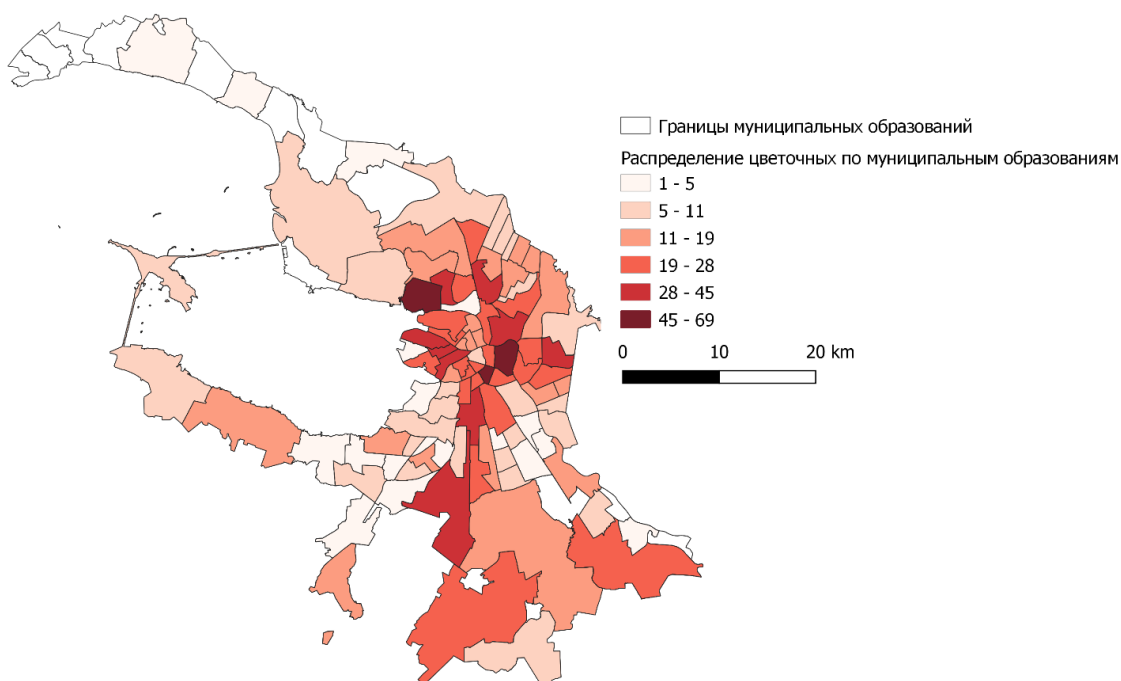 Границы муниципальных образований
Распределение цветочных по муниципальным образованиям
1 - 5
5 - 11
11 - 19
19 - 28
28 - 45
45 - 69
0 10 20 km